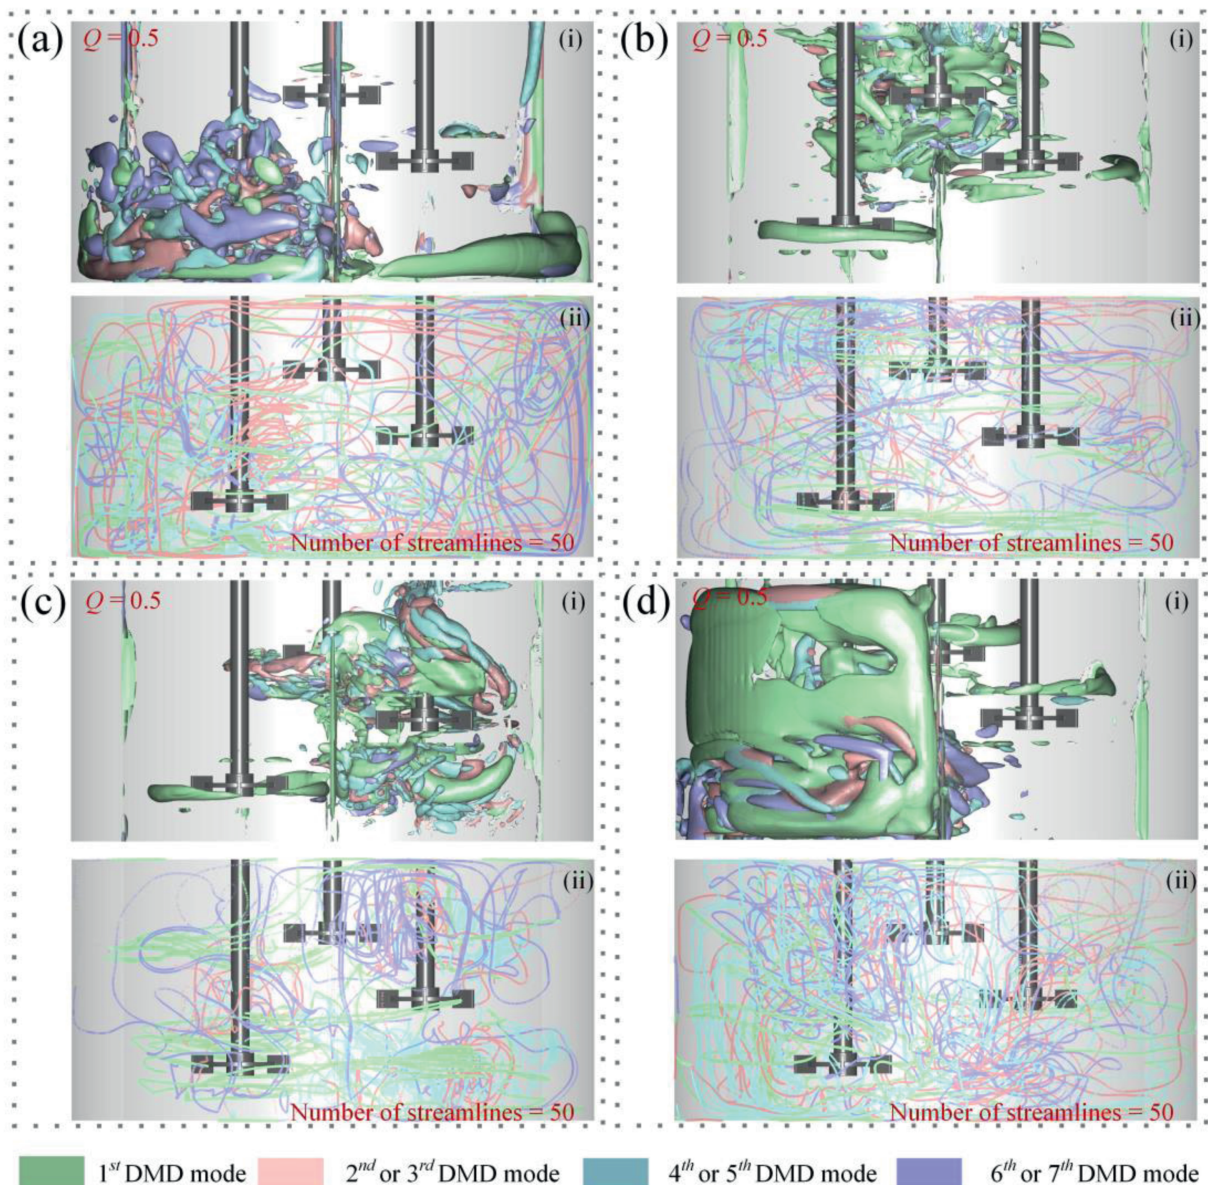 (a) Q = 0.5 (i)
(b) Q = 0.5 (i)
(ii)
Number of streamlines = 50
(ii)
Number of streamlines = 50
(c) Q = 0.5 (i)
(d) Q = 0.5 (i)
(ii)
Number of streamlines = 50
(ii)
Number of streamlines = 50
1st DMD mode 2nd or 3rd DMD mode 4th or 5th DMD mode 6th or 7th DMD mode